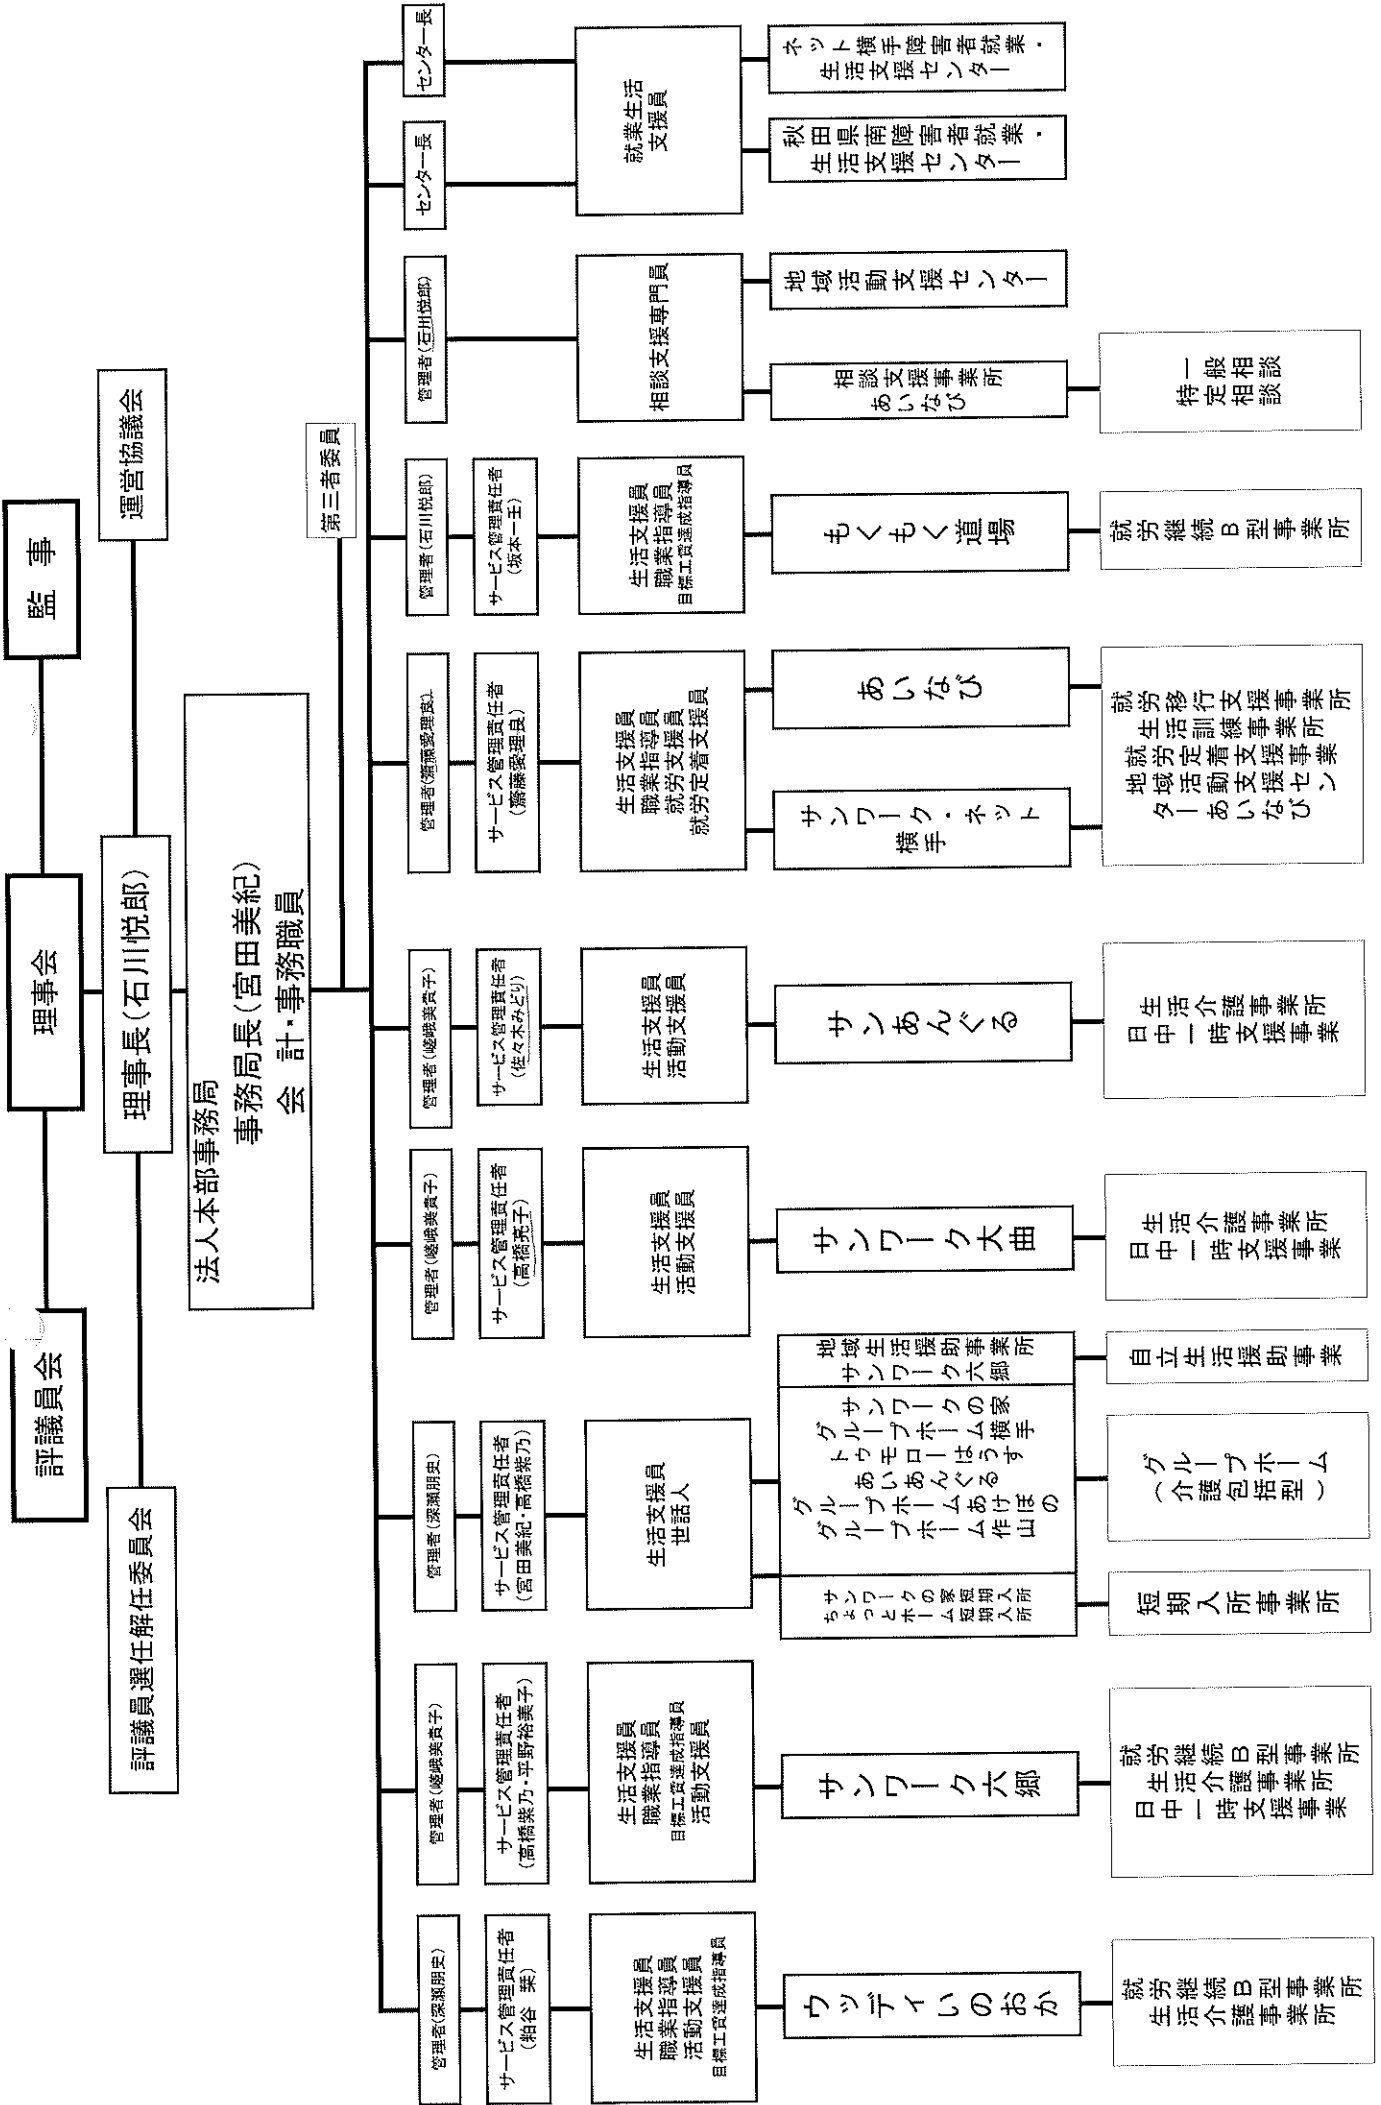 監　事
理事会
評議員会
運営協議会
理事長(石川悦郎)
評議員選任解任委員会
法人本部事務局
事務局長(宮田美紀)
会 計・事務職員
第三者委員
管理者(深瀬朋史)
サービス管理責任者
(粕谷　栞)
生活支援員
職業指導員
活動支援員
目標工賃達成指導員
ウッディいのおか
就労継続B型事業所
生活介護事業所
管理者(嵯峨美貴子)
サービス管理責任者
(高橋紫乃・平野裕美子)
生活支援員
職業指導員
目標工賃達成指導員
活動支援員
サンワーク六郷
就労継続B型事業所
生活介護事業所
日中一時支援事業
管理者(深瀬朋史)
サービス管理責任者
(宮田美紀・高橋紫乃)
生活支援員
世話人
サンワークの家短期入所
ちょっとホーム短期入所
短期入所事業所
サンワークの家
グループホーム横手
トゥモローはうす
あいあんぐる
グループホームあけぼの
グループホーム作山
グループホーム
(介護包括型)
地域生活援助事業所
サンワーク六郷
自立生活援助事業
管理者(嵯峨美貴子)
サービス管理責任者
(高橋亮子)
生活支援員
活動支援員
サンワーク大曲
生活介護事業所
日中一時支援事業
管理者(嵯峨美貴子)
サービス管理責任者
(佐々木みどり)
生活支援員
活動支援員
サンあんぐる
生活介護事業所
日中一時支援事業
管理者(齋藤愛理良)
サービス管理責任者
(齋藤愛理良)
生活支援員
職業指導員
就労支援員
就労定着支援員
サンワーク・ネット
横手
あいなび
就労移行支援事業所
生活訓練事業所
就労定着支援事業
地域活動支援セン
ターあいなび
管理者(石川悦郎)
サービス管理責任者
(坂本一壬)
生活支援員
職業指導員
目標工賃達成指導員
もくもく道場
就労継続B型事業所
管理者(石川悦郎)
相談支援専門員
相談支援事業所
あいなび
一般相談
特定相談
地域活動支援センター
センター長
センター長
就業生活
支援員
秋田県南障害者就業・
生活支援センター
ネット横手障害者就業・
生活支援センター